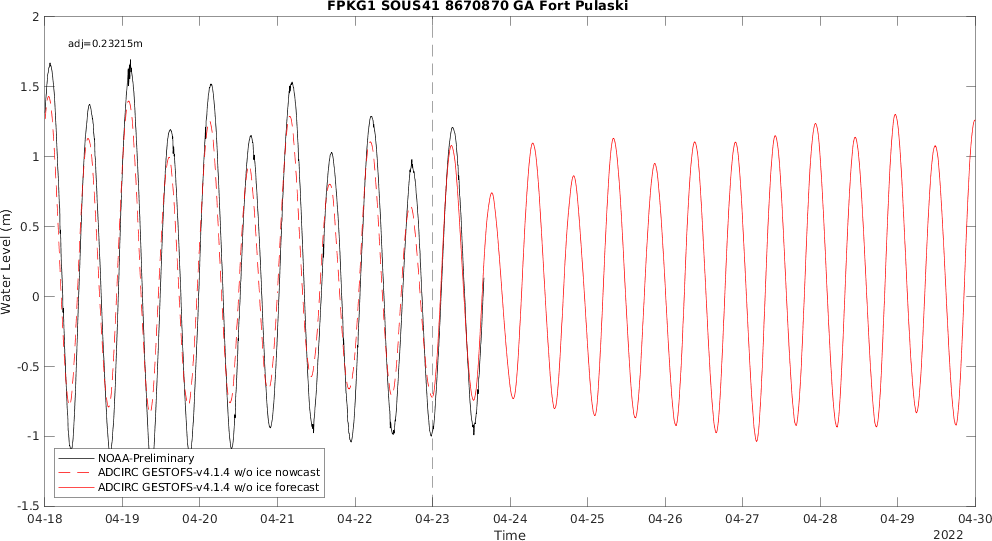 FPKG1 SOUS41 8670870 GA Fort Pulaski
adj=0.23215m
2
1.5
1
0.5
0
-0.5
-1
-1.5
Water Level (m)
NOAA-Preliminary
ADCIRC GESTOFS-v4.1.4 w/o ice nowcast
ADCIRC GESTOFS-v4.1.4 w/o ice forecast
04-18 04-19 04-20 04-21 04-22 04-23 04-24 04-25 04-26 04-27 04-28 04-29 04-30
Time
2022